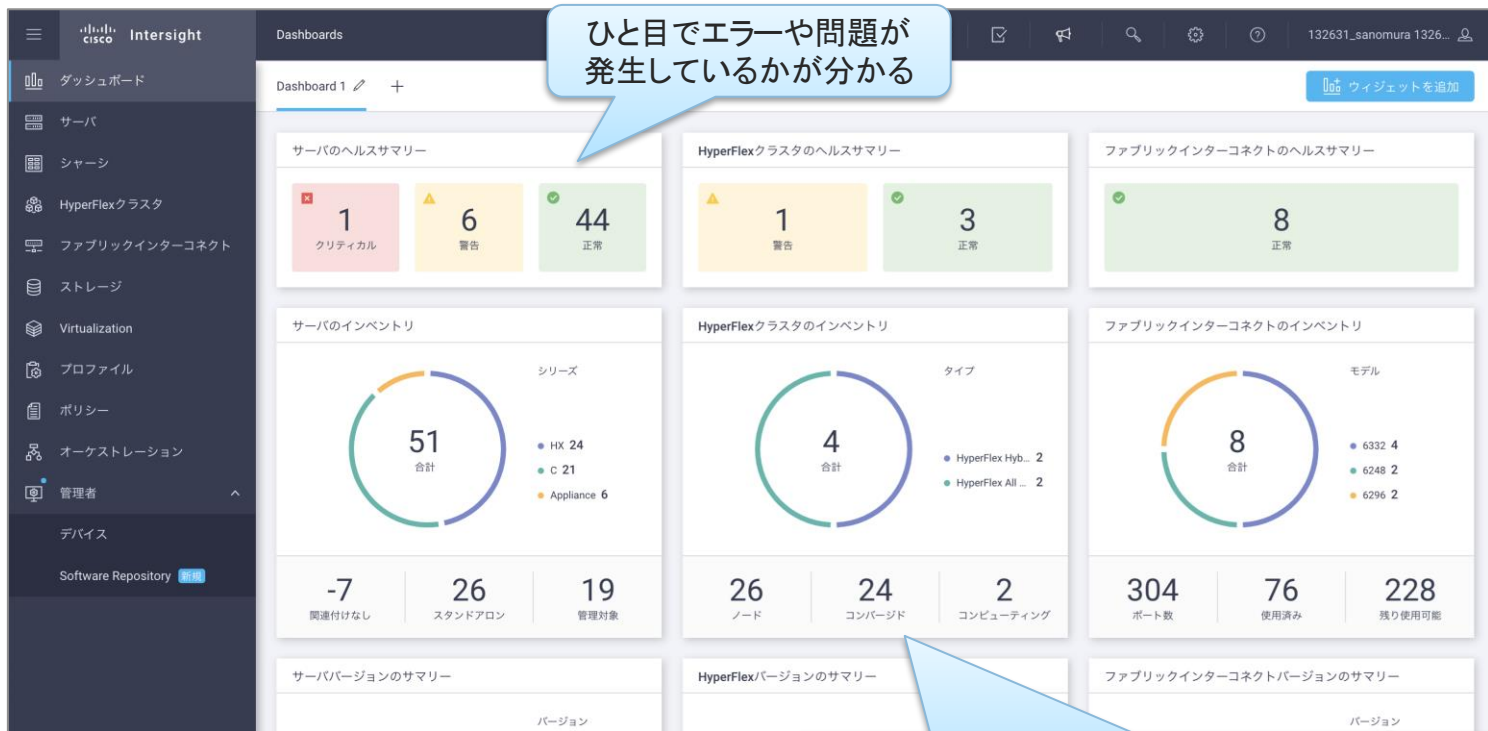 cisco Intersight
Dashboards
ひと目でエラーや問題が
発生しているかが分かる
132631_sanomura 1326...
ダッシュボード
サーバ
シャーシ
HyperFlexクラスタ
ファブリックインターコネクト
ストレージ
Virtualization
プロファイル
ポリシー
オーケストレーション
管理者
デバイス
Software Repository 新規
Dashboard 1
+
ウィジェットを追加
サーバのヘルスサマリー
1
クリティカル
6
警告
44
正常
HyperFlexクラスタのヘルスサマリー
1
警告
3
正常
ファブリックインターコネクトのヘルスサマリー
8
正常
サーバのインベントリ
シリーズ
51
合計
HX 24
C 21
Appliance 6
-7
関連付けなし
26
スタンドアロン
19
管理対象
HyperFlexクラスタのインベントリ
タイプ
4
合計
HyperFlex Hyb... 2
HyperFlex All ... 2
26
ノード
24
コンバージド
2
コンピューティング
ファブリックインターコネクトのインベントリ
モデル
8
合計
6332 4
6248 2
6296 2
304
ポート数
76
使用済み
228
残り使用可能
サーババージョンのサマリー
バージョン
HyperFlexバージョンのサマリー
ファブリックインターコネクトバージョンのサマリー
バージョン